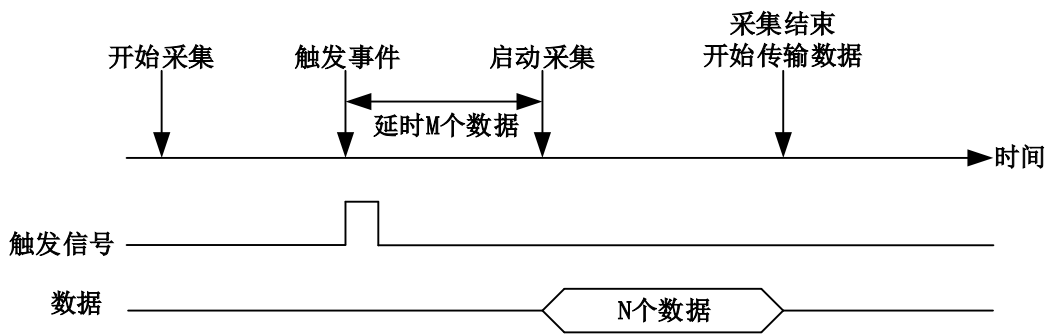 采集结束
开始采集
触发事件
启动采集
开始传输数据
延时M个数据
时间
触发信号
数据
N个数据